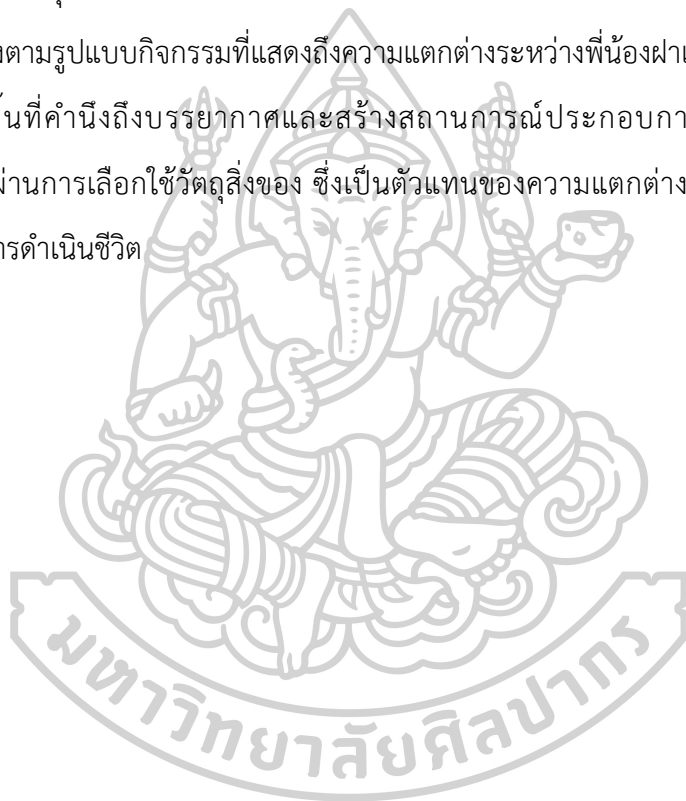 งตามรูปแบบกิจกรรมที่แสดงถึงความแตกต่างระหว่างพี่น้องฝาแ
นที่คำนึงถึงบรรยากาศและสร้างสถานการณ์ประกอบกา
ผ่านการเลือกใช้วัตถุสิ่งของ ซึ่งเป็นตัวแทนของความแตกต่าง
ารดำเนินชีวิต
มหาวิทยาลัยศิลปากร